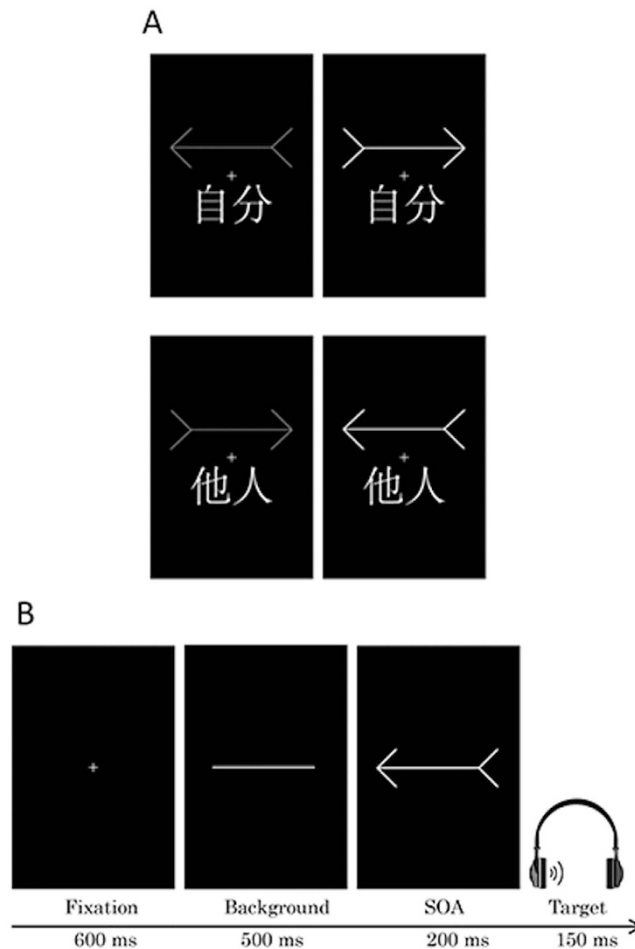 A
自分 自分
他人 他人
B
Fixation Background SOA Target
600 ms 500 ms 200 ms 150 ms